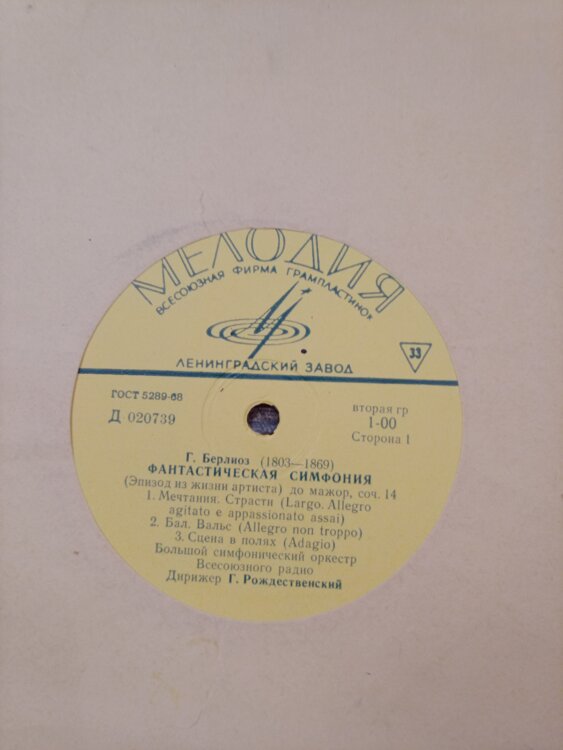 МЕЛОДИЯ
ВСЕСОЮЗНАЯ ФИРМА ГРАМПЛАСТИНОК
ЛЕНИНГРАДСКИЙ ЗАВОД
33
ГОСТ 5289-68
Д 020739
вторая гр
1-00
Сторона 1
Г. Берлиоз (1803—1869)
ФАНТАСТИЧЕСКАЯ СИМФОНИЯ
(Эпизод из жизни артиста) до мажор, соч. 14
1. Мечтания. Страсти (Largo. Allegro
agitato e appassionato assai)
2. Бал. Вальс (Allegro non troppo)
3. Сцена в полях (Adagio)
Большой симфонический оркестр
Всесоюзного радио
Дирижер Г. Рождественский